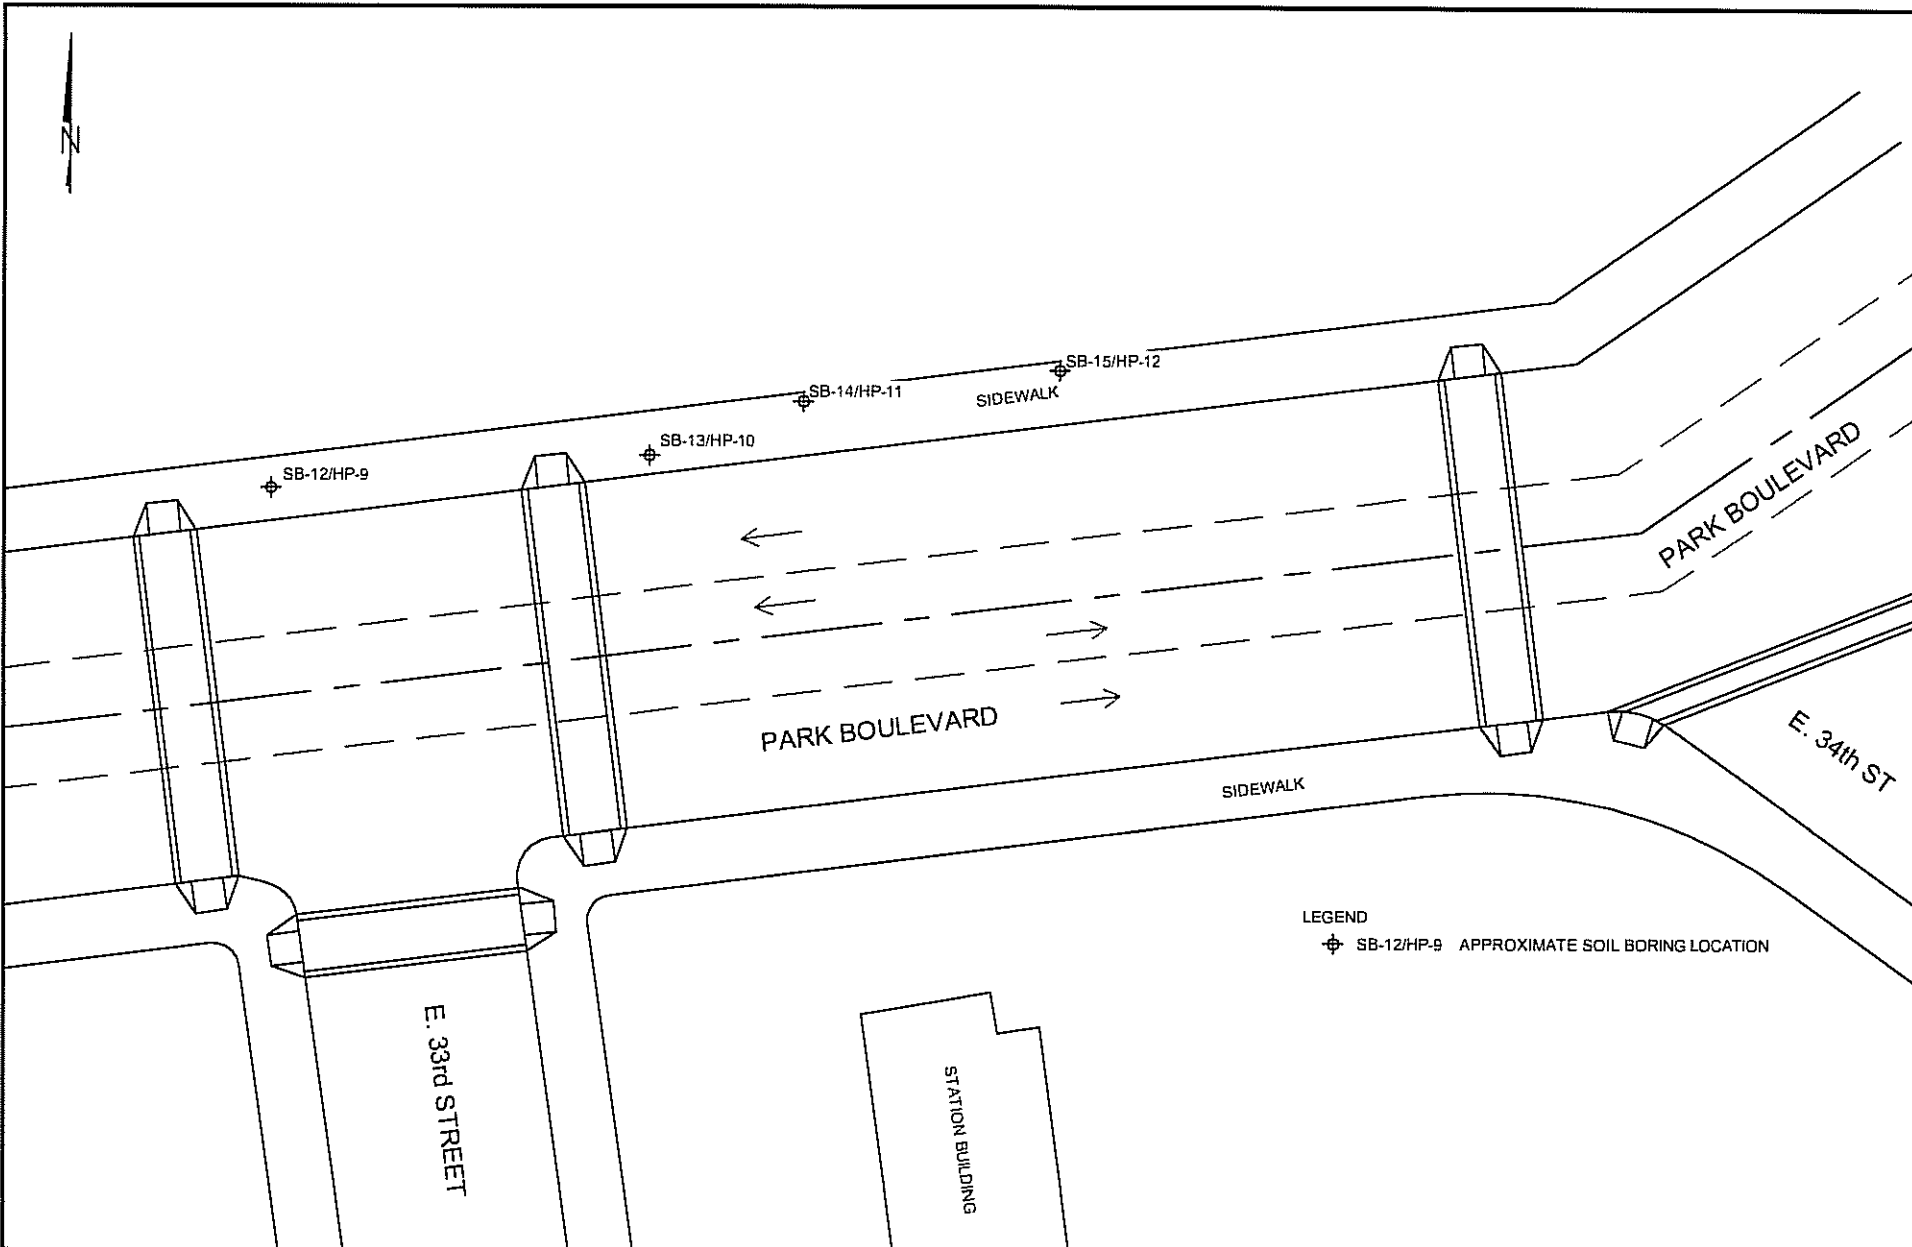 N
SB-15/HP-12
SB-14/HP-11
SIDEWALK
SB-13/HP-10
SB-12/HP-9
PARK BOULEVARD
PARK BOULEVARD
E. 34th ST
SIDEWALK
LEGEND
SB-12/HP-9 APPROXIMATE SOIL BORING LOCATION
E. 33rd STREET
STATION BUILDING